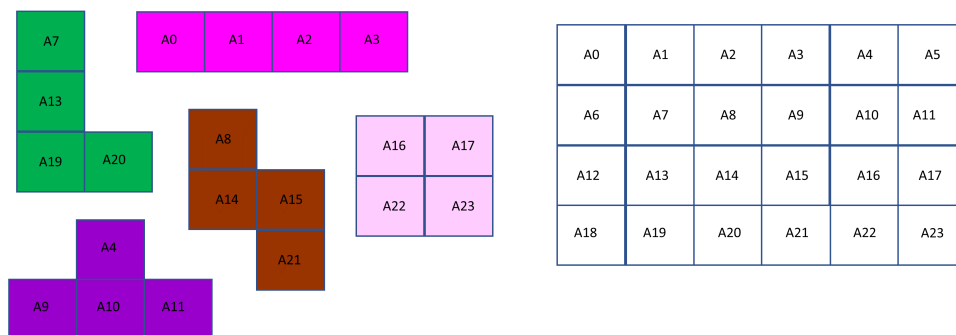 A7
A13
A19 A20
A0 A1 A2 A3
A8
A14 A15
A21
A16 A17
A22 A23
A4
A9 A10 A11
A0 A1 A2 A3 A4 A5
A6 A7 A8 A9 A10 A11
A12 A13 A14 A15 A16 A17
A18 A19 A20 A21 A22 A23